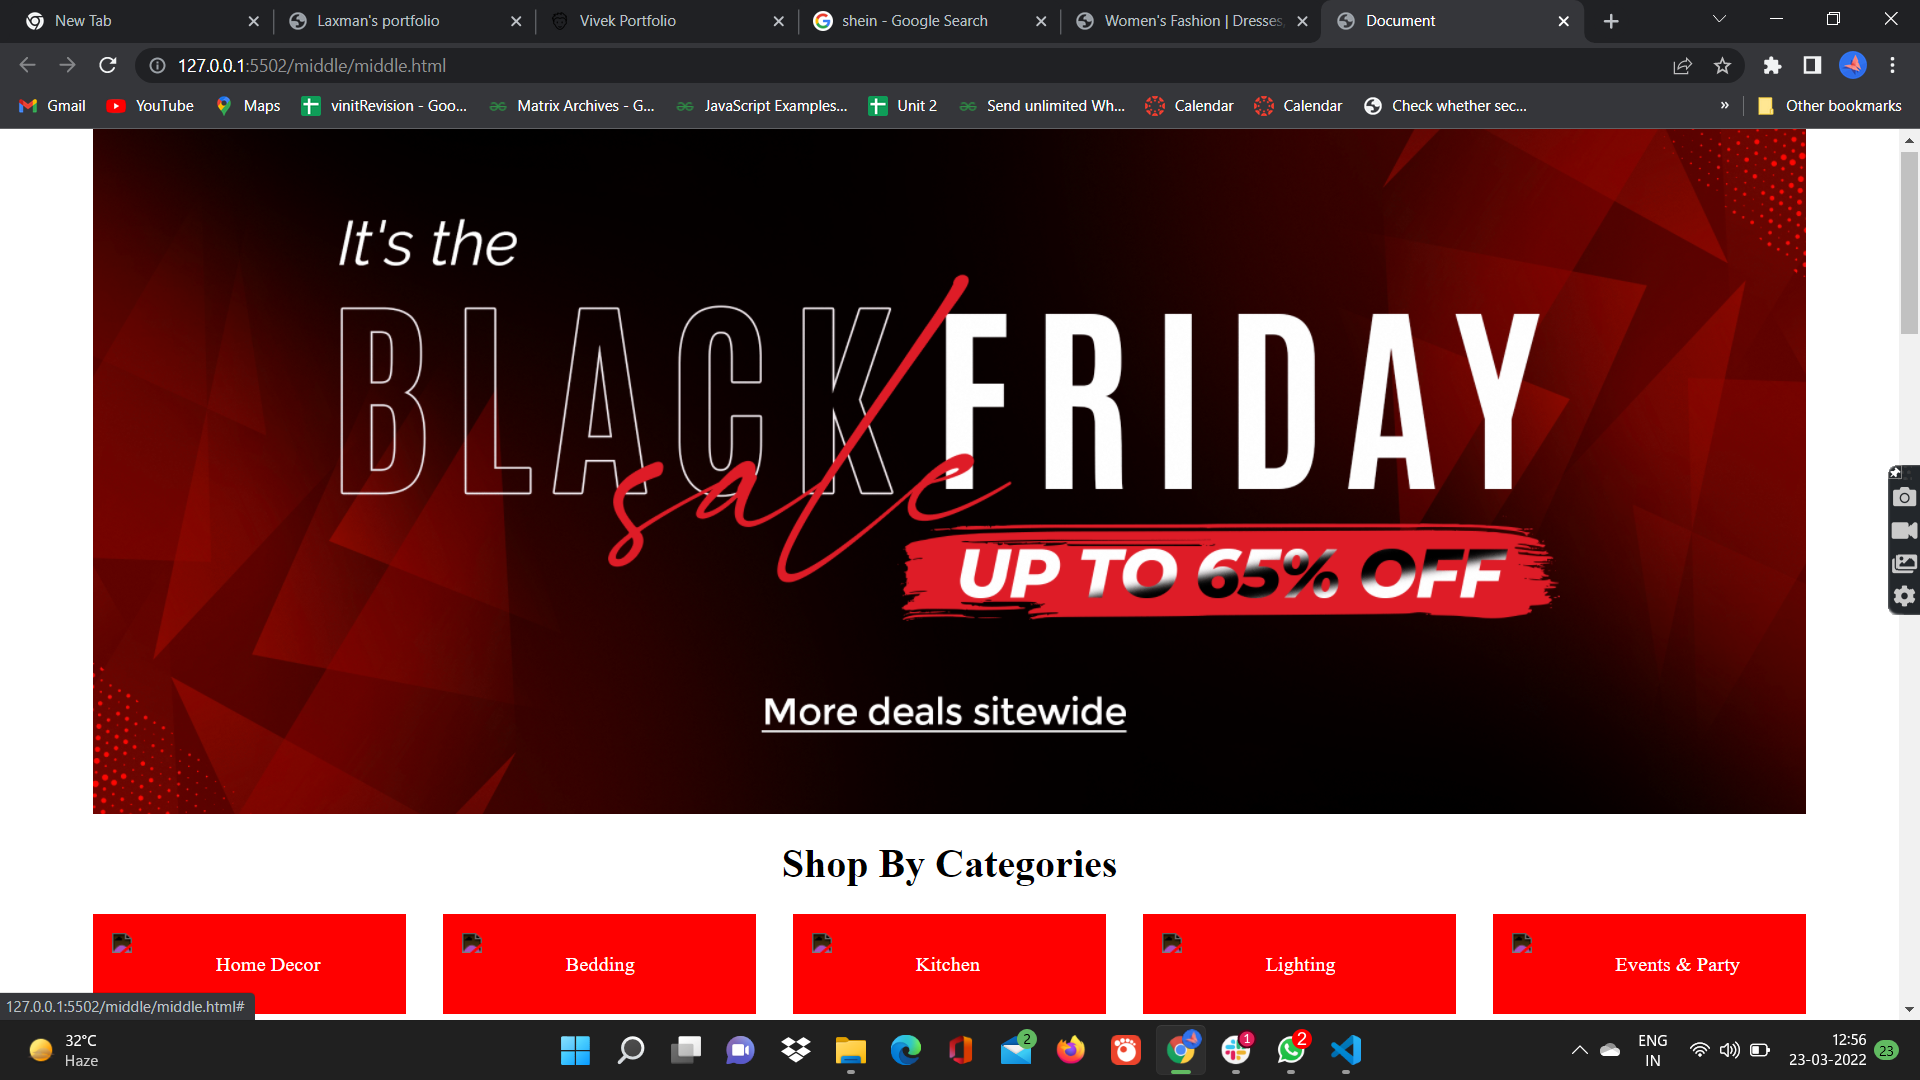 New Tab
Laxman's portfolio
Vivek Portfolio
shein - Google Search
Women's Fashion | Dresses,
Document
127.0.0.1:5502/middle/middle.html
Gmail
YouTube
Maps
vinitRevision - Goo...
Matrix Archives - G...
JavaScript Examples...
Unit 2
Send unlimited Wh...
Calendar
Calendar
Check whether sec...
»
Other bookmarks
It's the
BLACK FRIDAY
sale
UP TO 65% OFF
More deals sitewide
Shop By Categories
Home Decor
Bedding
Kitchen
Lighting
Events & Party
127.0.0.1:5502/middle/middle.html#
32°C
Haze
2
1
2
ENG
IN
12:56
23-03-2022
23